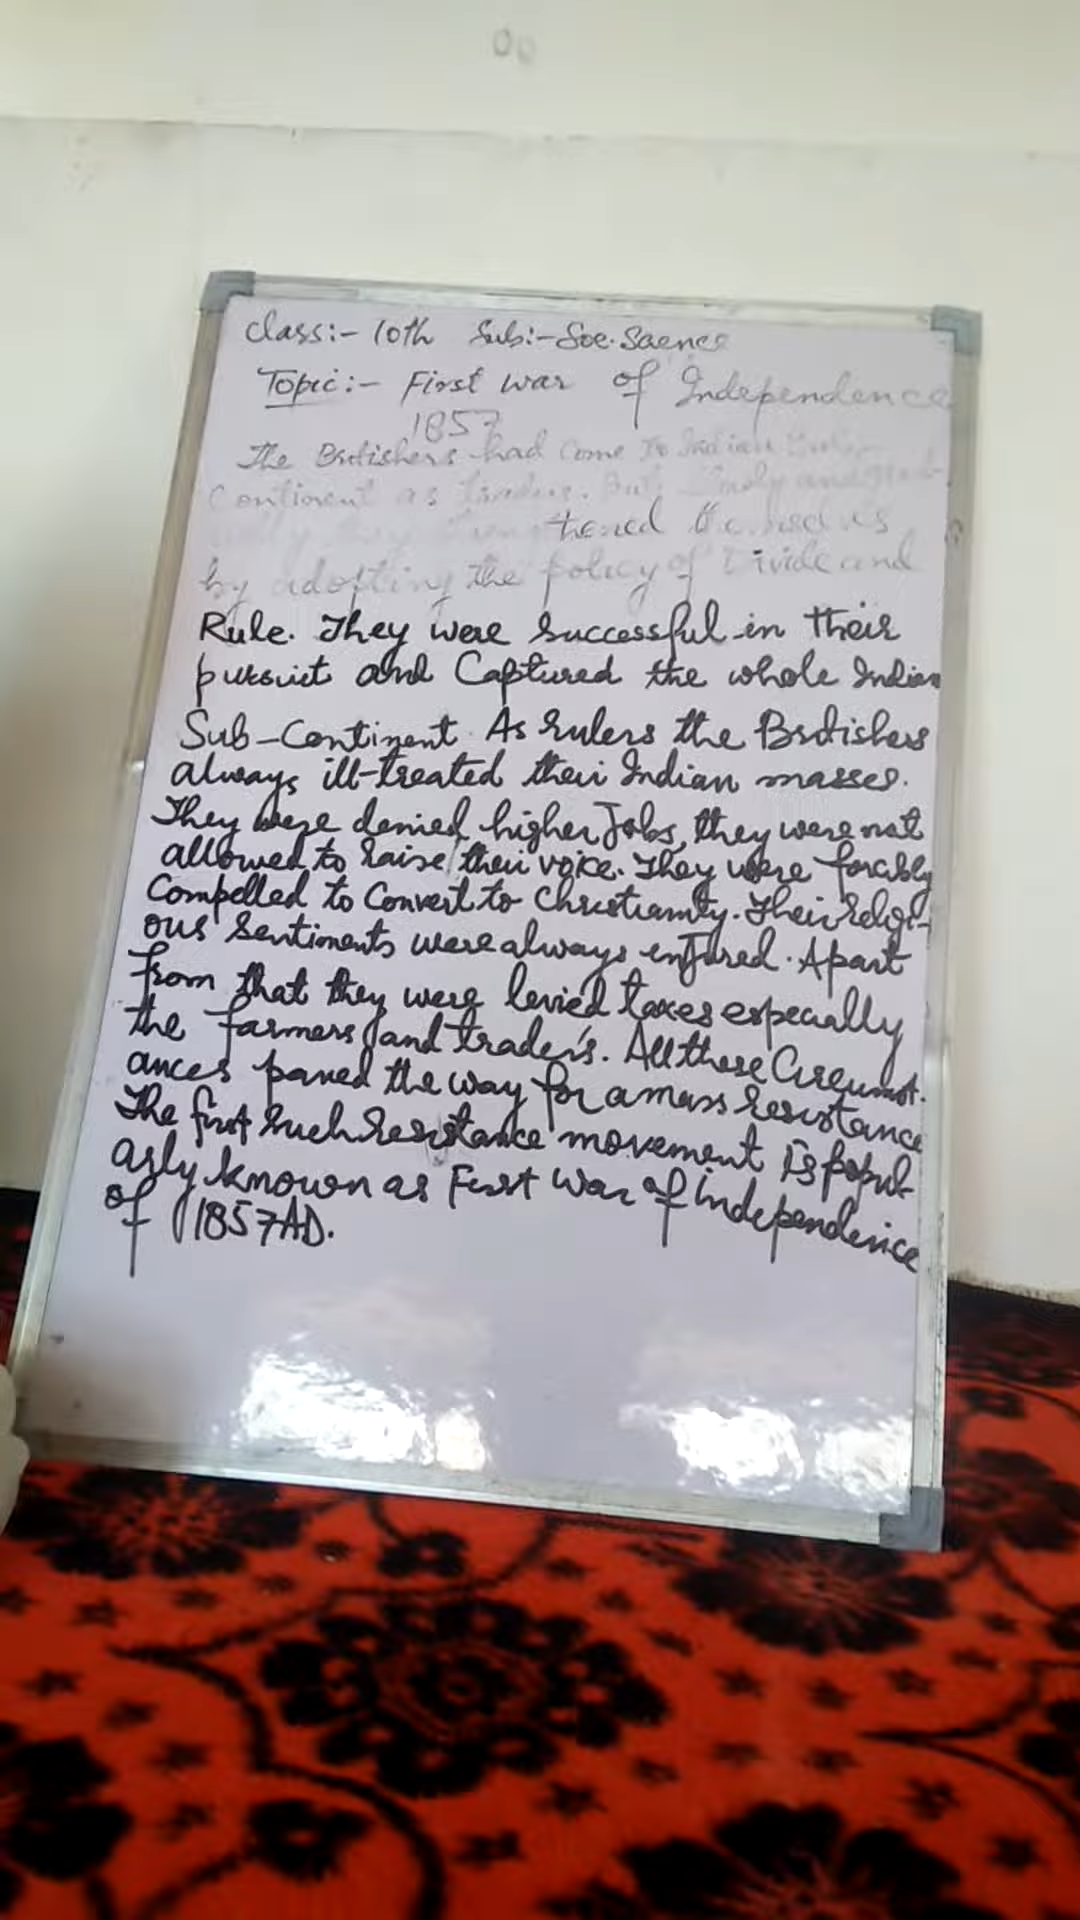 Class:- 10th Sub:- Soc. Science
Topic:- First war of Independence
1857
The Britishers had come to Indian Sub-
Continent as traders. But slowly and grad-
thened themselves
by adopting the policy of Divide and
Rule. They were successful in their
pursuit and Captured the whole Indian
Sub-Continent. As rulers the Britishers
always ill-treated their Indian masses.
They were denied higher Jobs, they were not
allowed to raise their voice. They were forcibly
Compelled to Convert to Christianity. Their religi-
ous sentiments were always injured. Apart
from that they were levied taxes especially
the farmers and trader's. All these Circumst-
ances paved the way for a mass resistance
The first such resistance movement is popul-
arly known as First War of independence
of 1857AD.